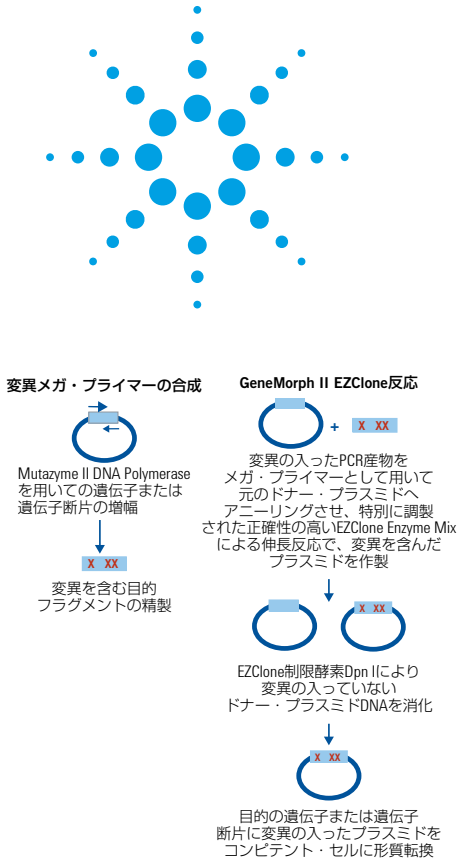 変異メガ・プライマーの合成
Mutazyme II DNA Polymerase
を用いての遺伝子または
遺伝子断片の増幅
X XX
変異を含む目的
フラグメントの精製
GeneMorph II EZClone反応
+ X XX
変異の入ったPCR産物を
メガ・プライマーとして用いて
元のドナー・プラスミドへ
アニーリングさせ、特別に調製
された正確性の高いEZClone Enzyme Mix
による伸長反応で、変異を含んだ
プラスミドを作製
X XX
EZClone制限酵素Dpn Iにより
変異の入っていない
ドナー・プラスミドDNAを消化
X XX
目的の遺伝子または遺伝子
断片に変異の入ったプラスミドを
コンピテント・セルに形質転換